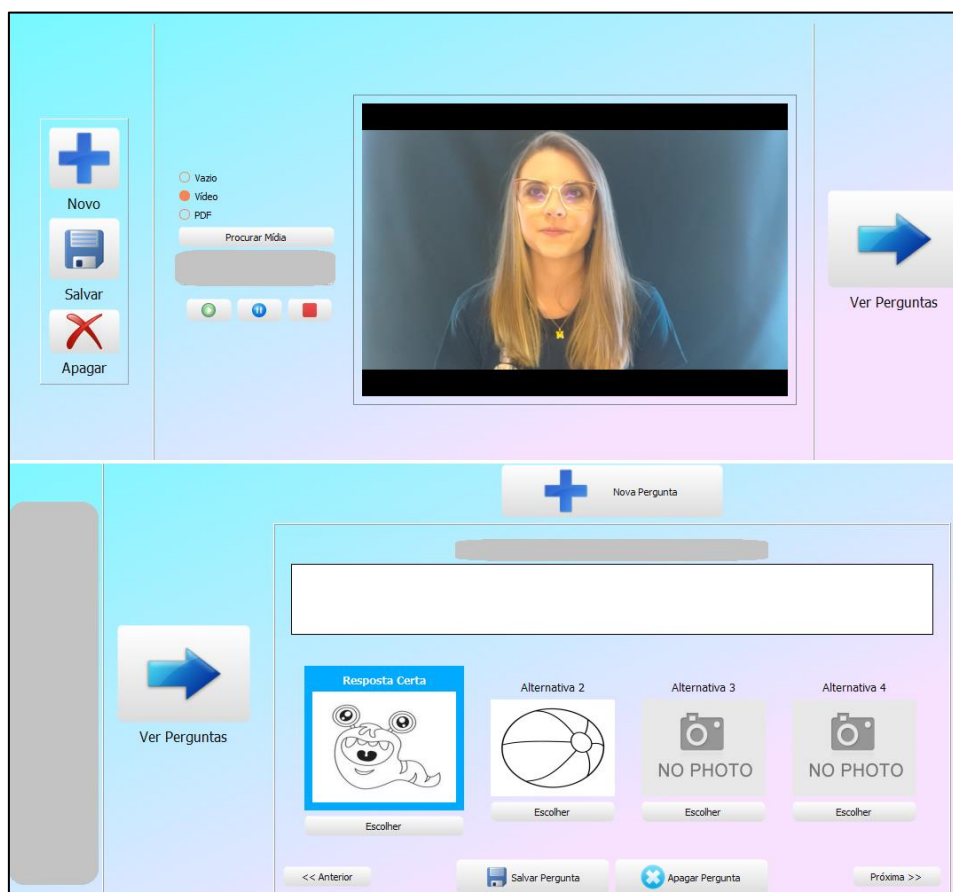 Novo
Salvar
Apagar
Vazio
Vídeo
PDF
Procurar Mídia
Ver Perguntas
Nova Pergunta
Ver Perguntas
Resposta Certa
Alternativa 2
Alternativa 3
Alternativa 4
NO PHOTO
NO PHOTO
Escolher
Escolher
Escolher
Escolher
<< Anterior
Salvar Pergunta
Apagar Pergunta
Próxima >>